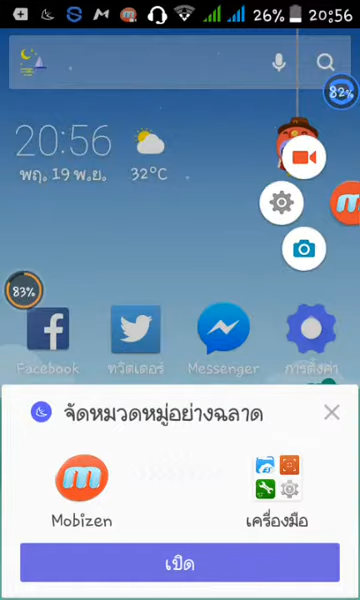 26% 20:56
82%
20:56
พฤ. 19 พ.ย. 32°C
83%
Facebook ทวิตเตอร์ Messenger การตั้งค่า
จัดหมวดหมู่อย่างฉลาด
Mobizen เครื่องมือ
เปิด